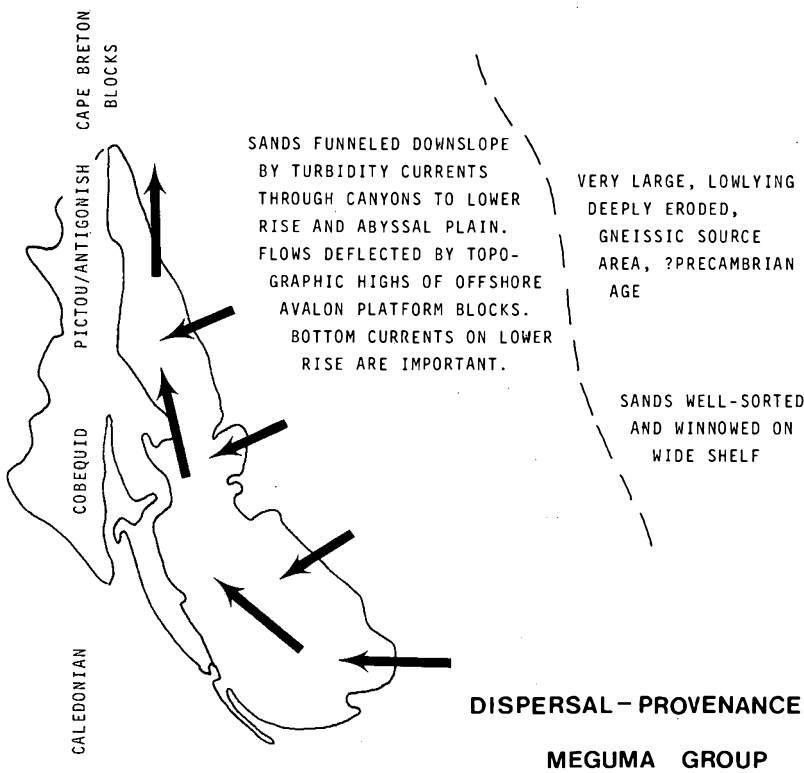 CAPE BRETON
BLOCKS
PICTOU/ANTIGONISH
COBEQUID
CALEDONIAN
SANDS FUNNELED DOWNSLOPE
BY TURBIDITY CURRENTS
THROUGH CANYONS TO LOWER
RISE AND ABYSSAL PLAIN.
FLOWS DEFLECTED BY TOPO-
GRAPHIC HIGHS OF OFFSHORE
AVALON PLATFORM BLOCKS.
BOTTOM CURRENTS ON LOWER
RISE ARE IMPORTANT.
VERY LARGE, LOWLYING
DEEPLY ERODED,
GNEISSIC SOURCE
AREA, ?PRECAMBRIAN
AGE
SANDS WELL-SORTED
AND WINNOWED ON
WIDE SHELF
DISPERSAL-PROVENANCE
MEGUMA GROUP